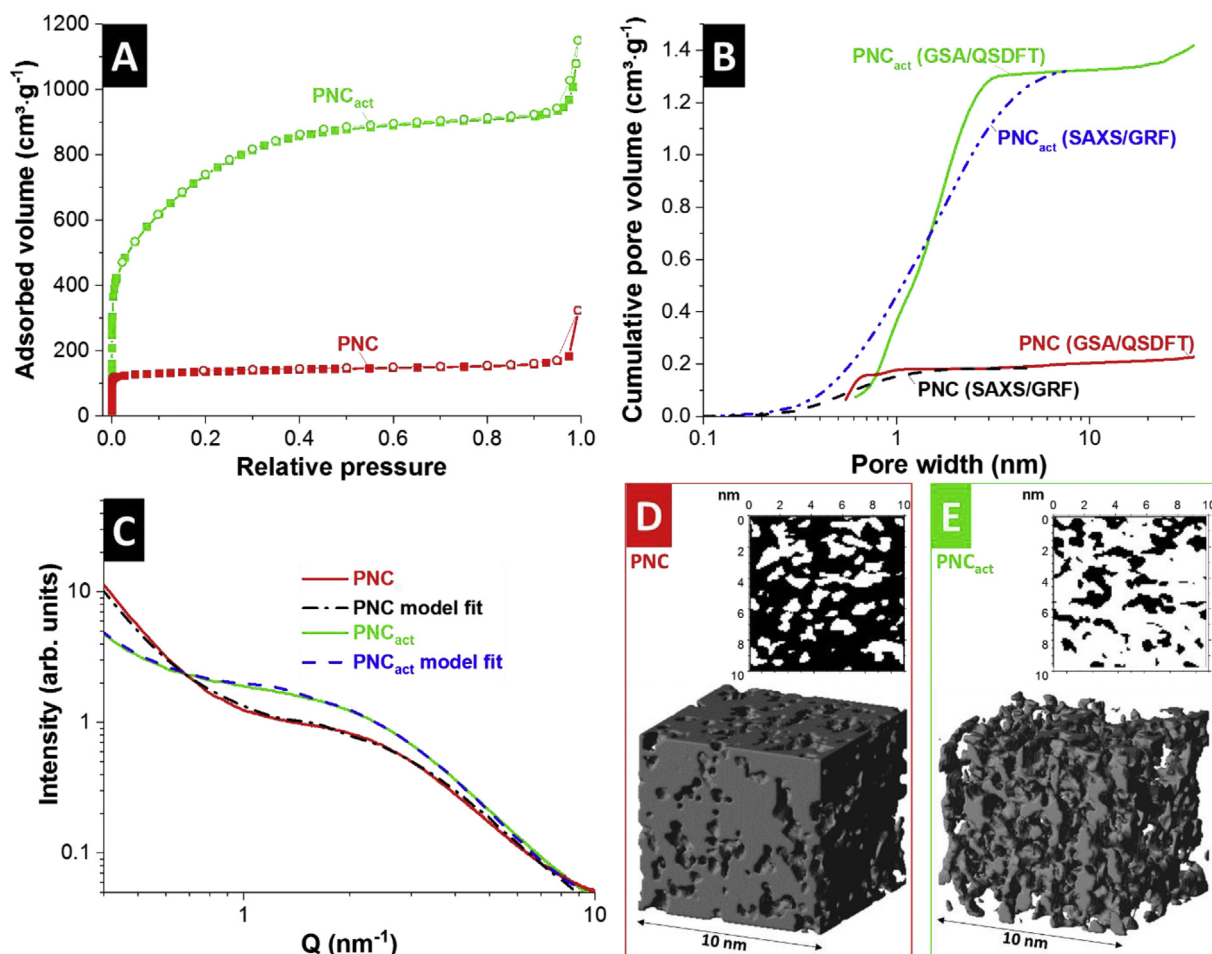 A
Adsorbed volume (cm³·g⁻¹)
1200
1000
800
600
400
200
0
PNCact
PNC
0.0 0.2 0.4 0.6 0.8 1.0
Relative pressure
B
Cumulative pore volume (cm³·g⁻¹)
1.4
1.2
1.0
0.8
0.6
0.4
0.2
0.0
PNCact (GSA/QSDFT)
PNCact (SAXS/GRF)
PNC (GSA/QSDFT)
PNC (SAXS/GRF)
0.1 1 10
Pore width (nm)
C
Intensity (arb. units)
10
1
0.1
PNC
PNC model fit
PNCact
PNCact model fit
1 10
Q (nm⁻¹)
D
PNC
nm
0 2 4 6 8 10
0
2
4
6
8
10
10 nm
E
PNCact
nm
0 2 4 6 8 10
0
2
4
6
8
10
10 nm